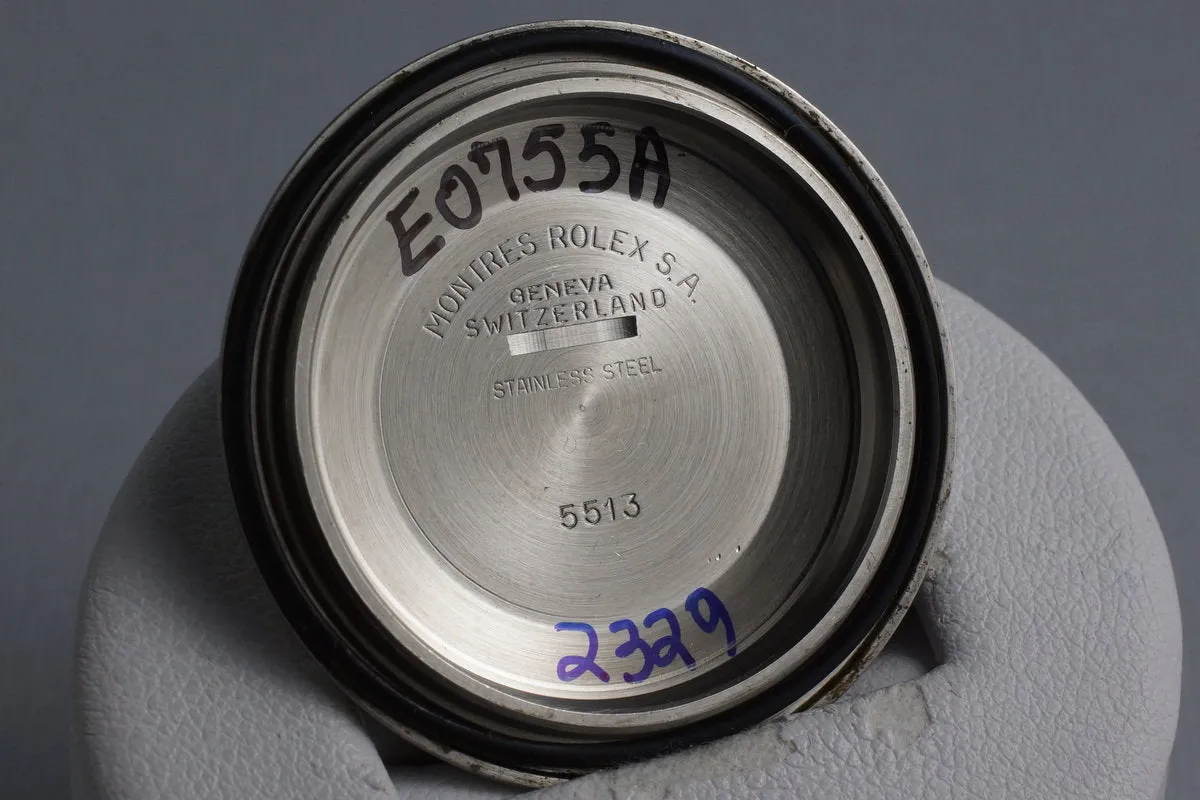 E0755A
MONTRES ROLEX S.A.
GENEVA
SWITZERLAND
STAINLESS STEEL
5513
2329